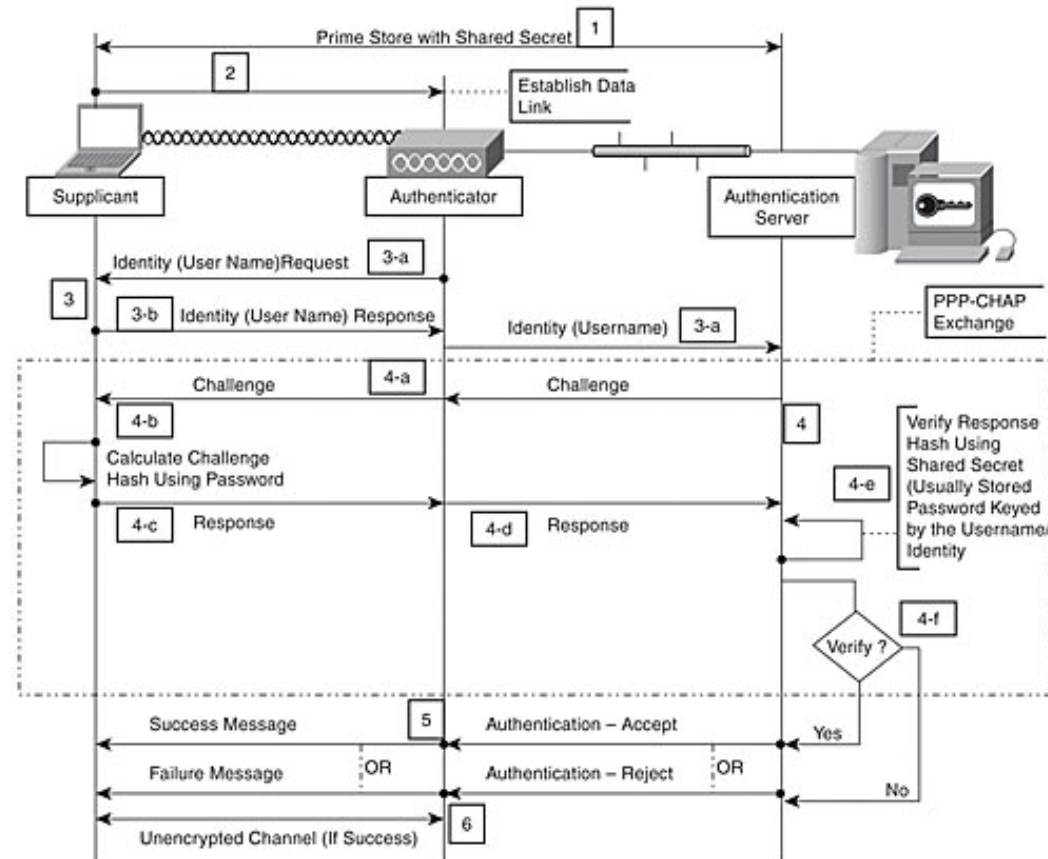 1
Prime Store with Shared Secret
2
Establish Data
Link
Supplicant
Authenticator
Authentication
Server
Identity (User Name)Request
3-a
3
3-b
Identity (User Name) Response
Identity (Username)
3-a
PPP-CHAP
Exchange
4-a
Challenge
Challenge
4-b
4
Calculate Challenge
Hash Using Password
Verify Response
Hash Using
Shared Secret
(Usually Stored
Password Keyed
by the Username/
Identity
4-e
4-c
Response
4-d
Response
4-f
Verify ?
5
Success Message
Authentication – Accept
Yes
OR
OR
Failure Message
Authentication – Reject
No
6
Unencrypted Channel (If Success)